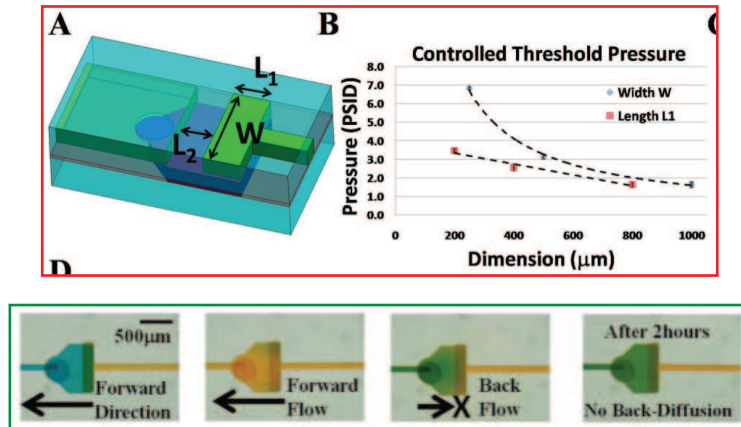 A
B
L1
L2
W
Controlled Threshold Pressure
8.0
7.0
6.0
5.0
4.0
3.0
2.0
1.0
0.0
Pressure (PSID)
Width W
Length L1
0
200
400
600
800
1000
Dimension (μm)
500μm
Forward
Direction
Forward
Flow
Back
Flow
X
After 2hours
No Back-Diffusion